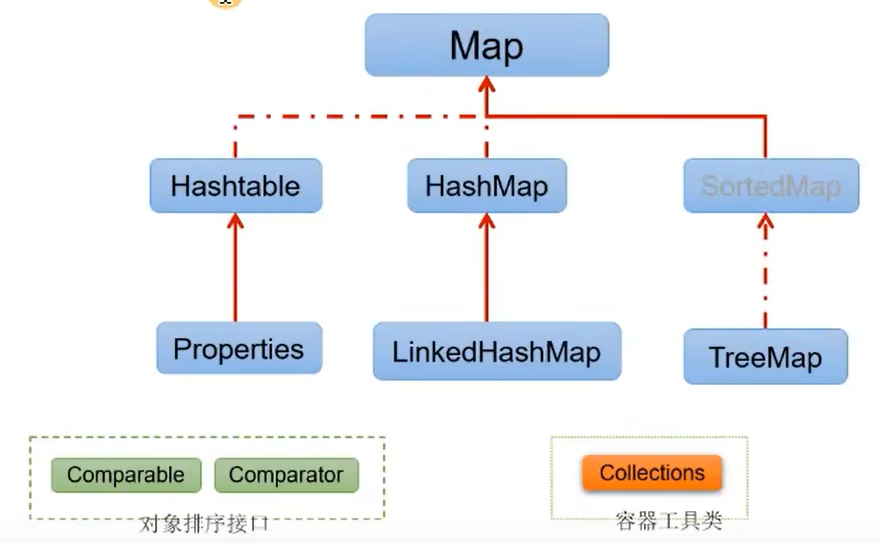 Map
Hashtable
HashMap
SortedMap
Properties
LinkedHashMap
TreeMap
Comparable
Comparator
Collections
对象排序接口
容器工具类